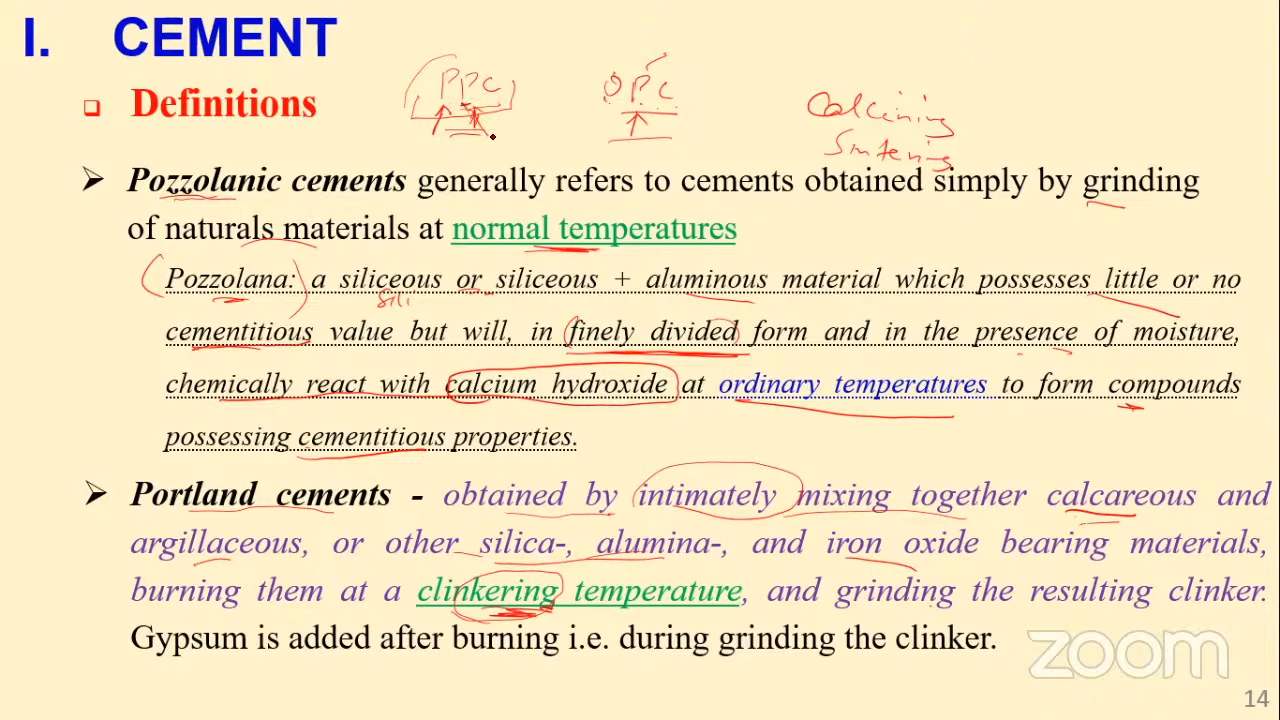 I. CEMENT
PPC OPC Calcining
Definitions
Sintering
Pozzolanic cements generally refers to cements obtained simply by grinding
of naturals materials at normal temperatures
Pozzolana: a siliceous or siliceous + aluminous material which possesses little or no
sili
cementitious value but will, in finely divided form and in the presence of moisture,
chemically react with calcium hydroxide at ordinary temperatures to form compounds
possessing cementitious properties.
Portland cements - obtained by intimately mixing together calcareous and
argillaceous, or other silica-, alumina-, and iron oxide bearing materials,
burning them at a clinkering temperature, and grinding the resulting clinker.
Gypsum is added after burning i.e. during grinding the clinker.
zoom
14